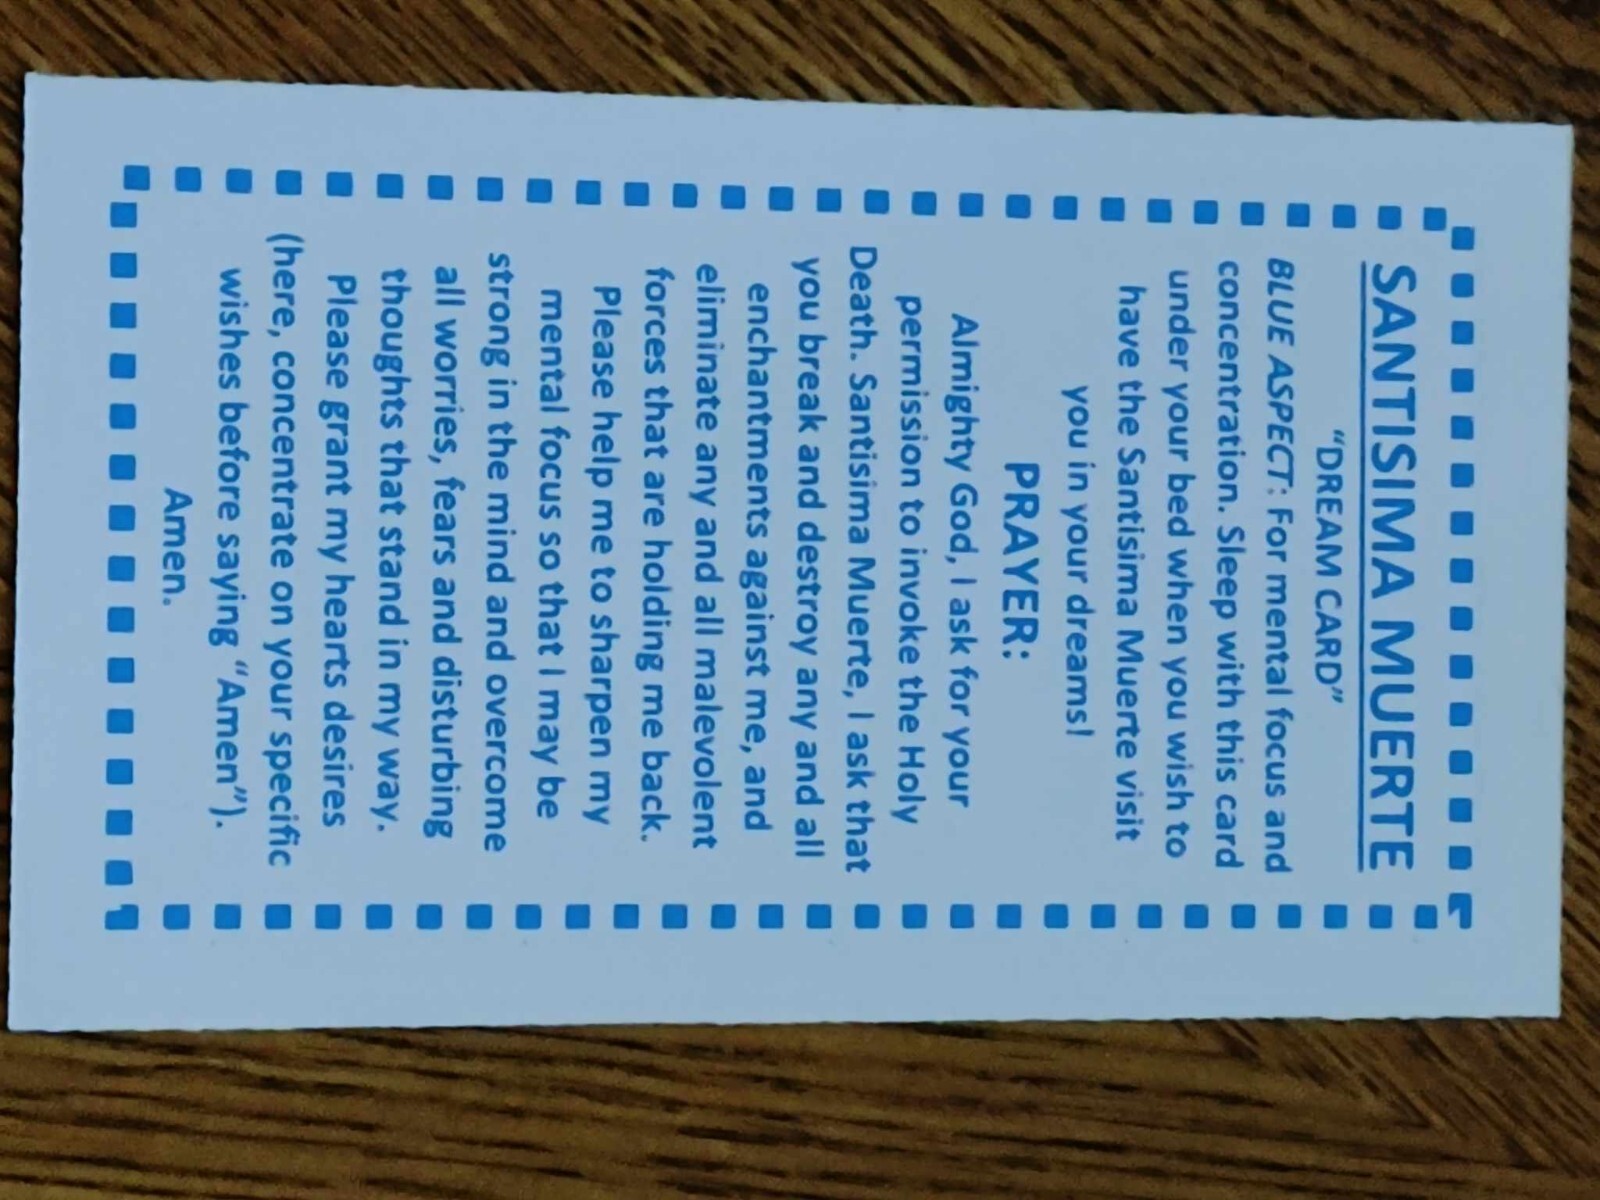 SANTISIMA MUERTE
"DREAM CARD"
BLUE ASPECT: For mental focus and
concentration. Sleep with this card
under your bed when you wish to
have the Santisima Muerte visit
you in your dreams!
PRAYER:
Almighty God, I ask for your
permission to invoke the Holy
Death. Santisima Muerte, I ask that
you break and destroy any and all
enchantments against me, and
eliminate any and all malevolent
forces that are holding me back.
Please help me to sharpen my
mental focus so that I may be
strong in the mind and overcome
all worries, fears and disturbing
thoughts that stand in my way.
Please grant my hearts desires
(here, concentrate on your specific
wishes before saying "Amen").
Amen.